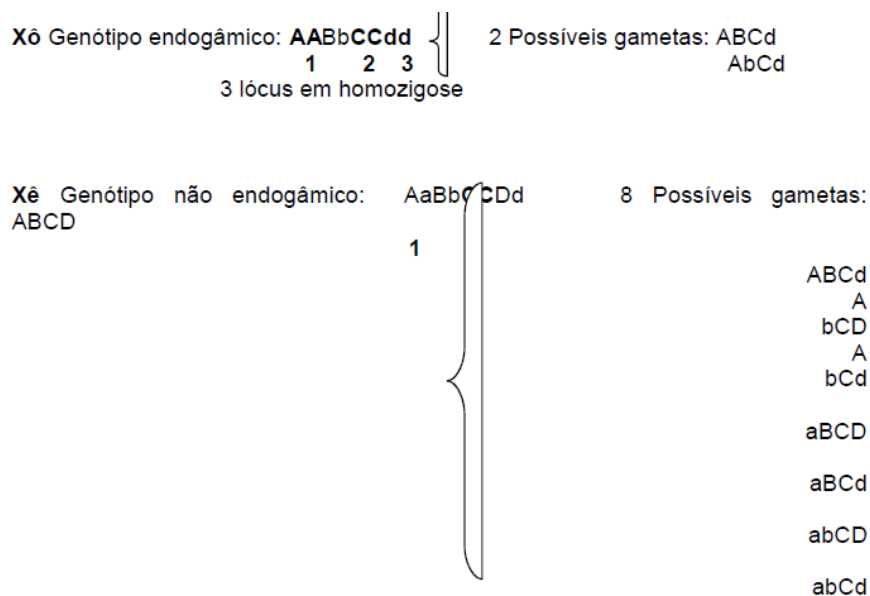 Xô Genótipo endogâmico: AABbCCdd 2 Possíveis gametas: ABCd
1 2 3 AbCd
3 lócus em homozigose
Xê Genótipo não endogâmico: AaBbCCDd 8 Possíveis gametas:
ABCD
1
ABCd
A
bCD
A
bCd
aBCD
aBCd
abCD
abCd